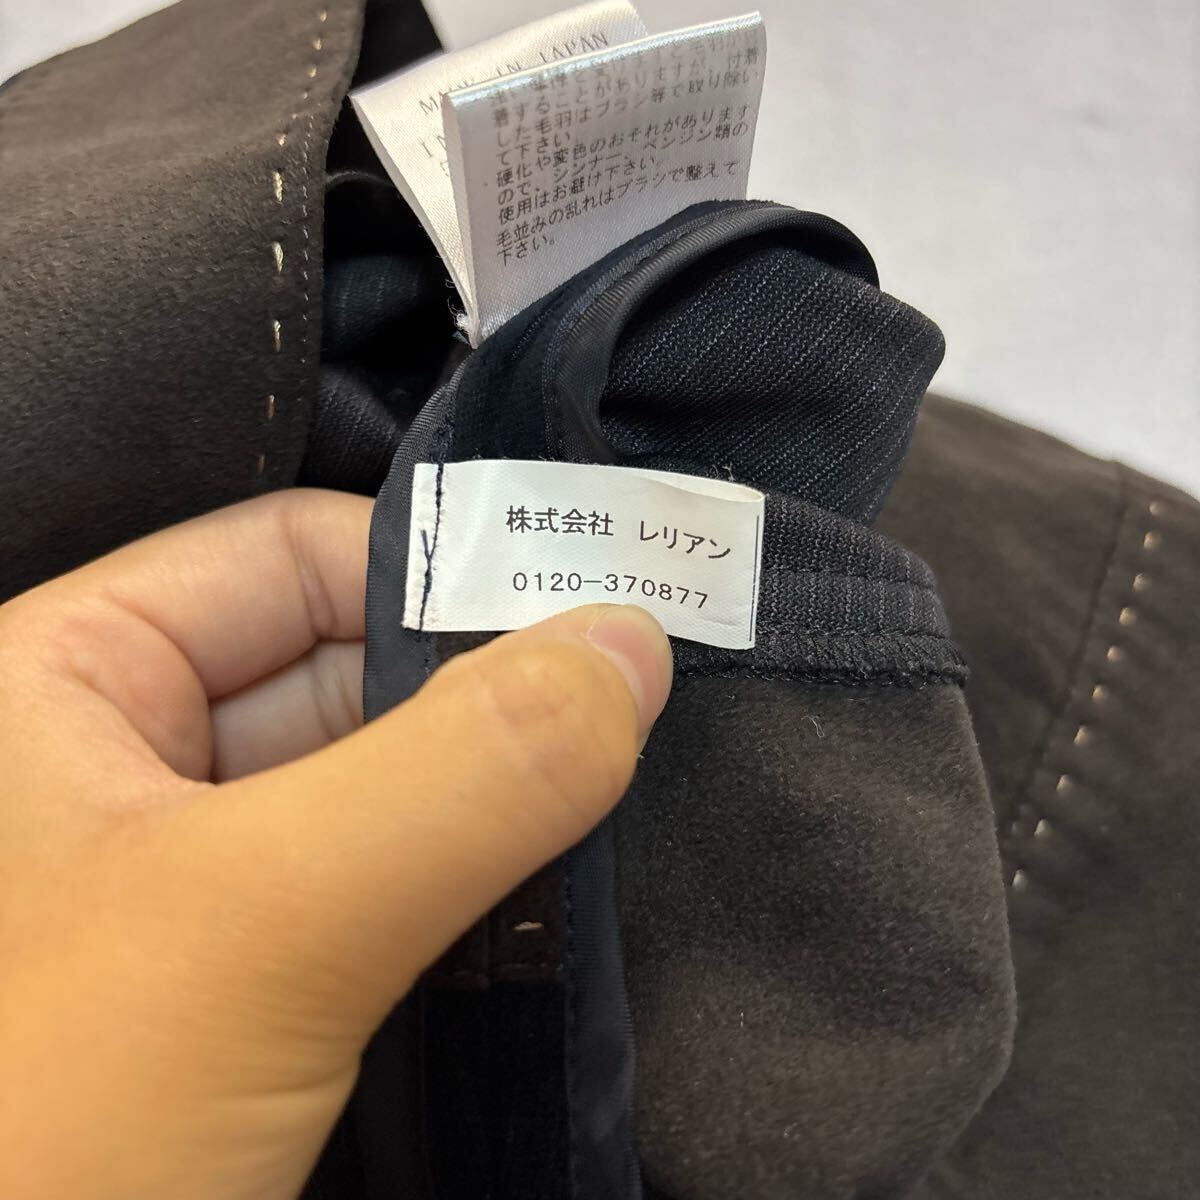 MADE IN JAPAN
着することがありますが、付着
した毛羽はブラシ等で取り除い
て下さい。
硬化や変色のおそれがあります
ので、シンナー、ベンジン類の
使用はお避け下さい。
毛並みの乱れはブラシで整えて
下さい。
株式会社 レリアン
0120-370877